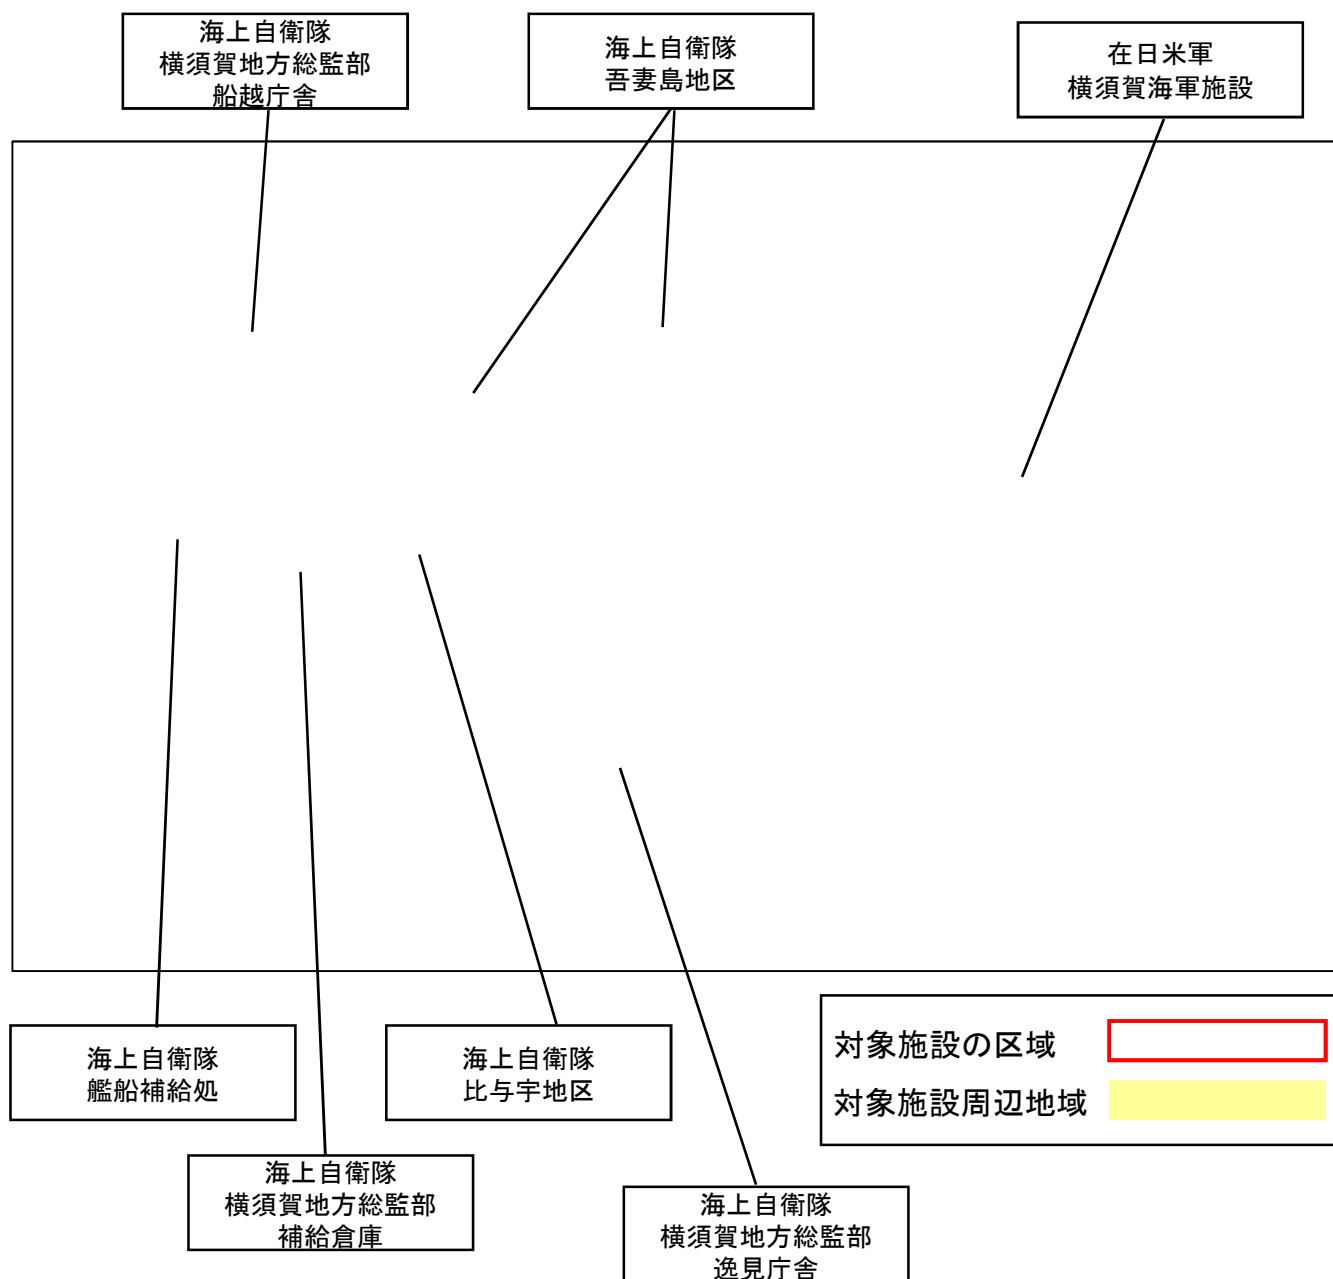 海上自衛隊
横須賀地方総監部
船越庁舎
海上自衛隊
吾妻島地区
在日米軍
横須賀海軍施設
海上自衛隊
艦船補給処
海上自衛隊
比与宇地区
対象施設の区域
対象施設周辺地域
海上自衛隊
横須賀地方総監部
補給倉庫
海上自衛隊
横須賀地方総監部
逸見庁舎